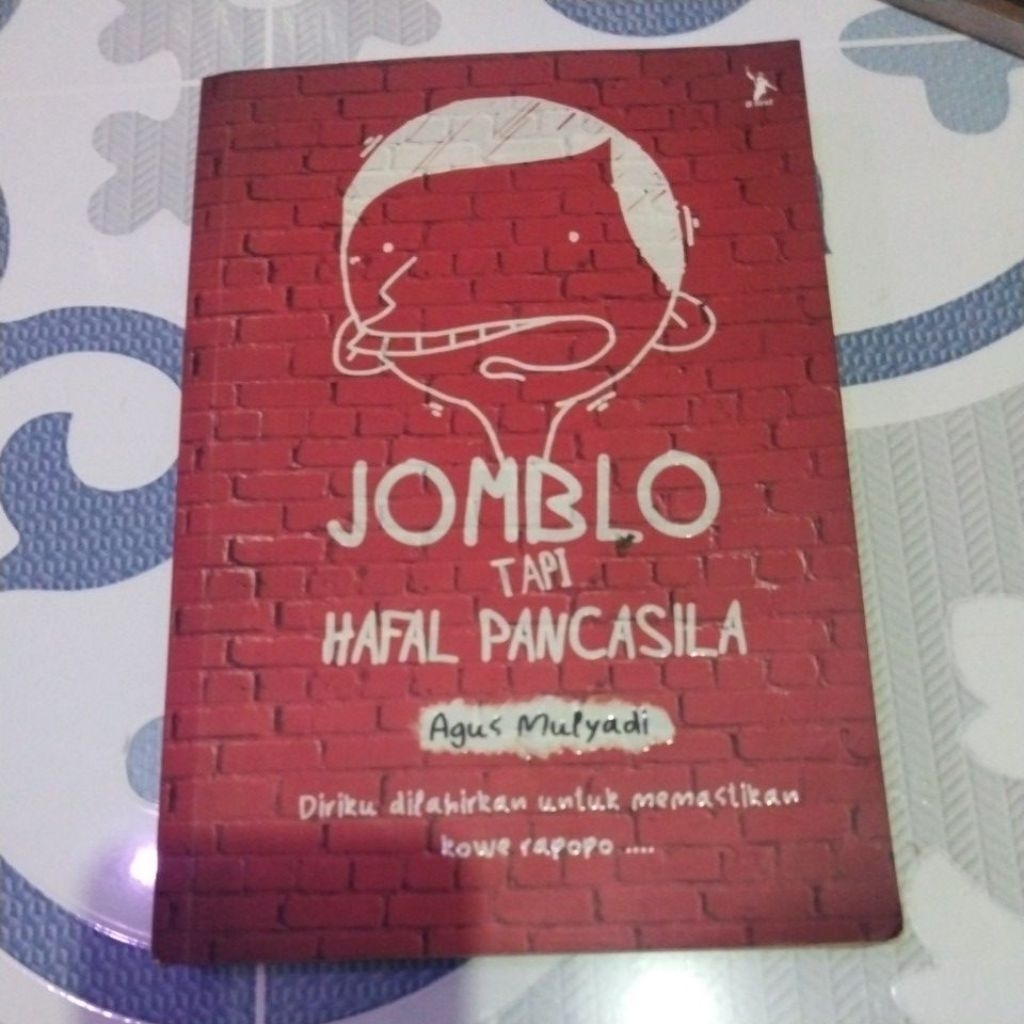 JOMBLO
TAPI
HAFAL PANCASILA
Agus Mulyadi
Diriku dilahirkan untuk memastikan
kowe rapopo ....